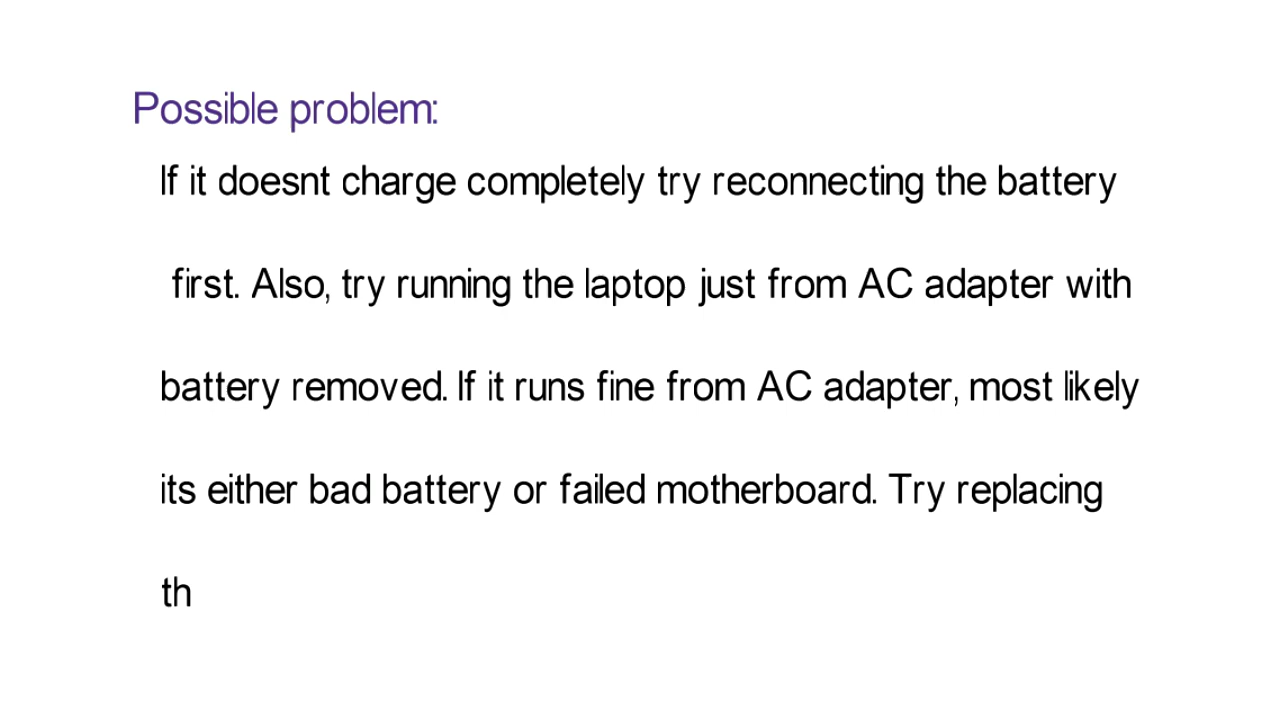 Possible problem:
If it doesnt charge completely try reconnecting the battery
first. Also, try running the laptop just from AC adapter with
battery removed. If it runs fine from AC adapter, most likely
its either bad battery or failed motherboard. Try replacing
th